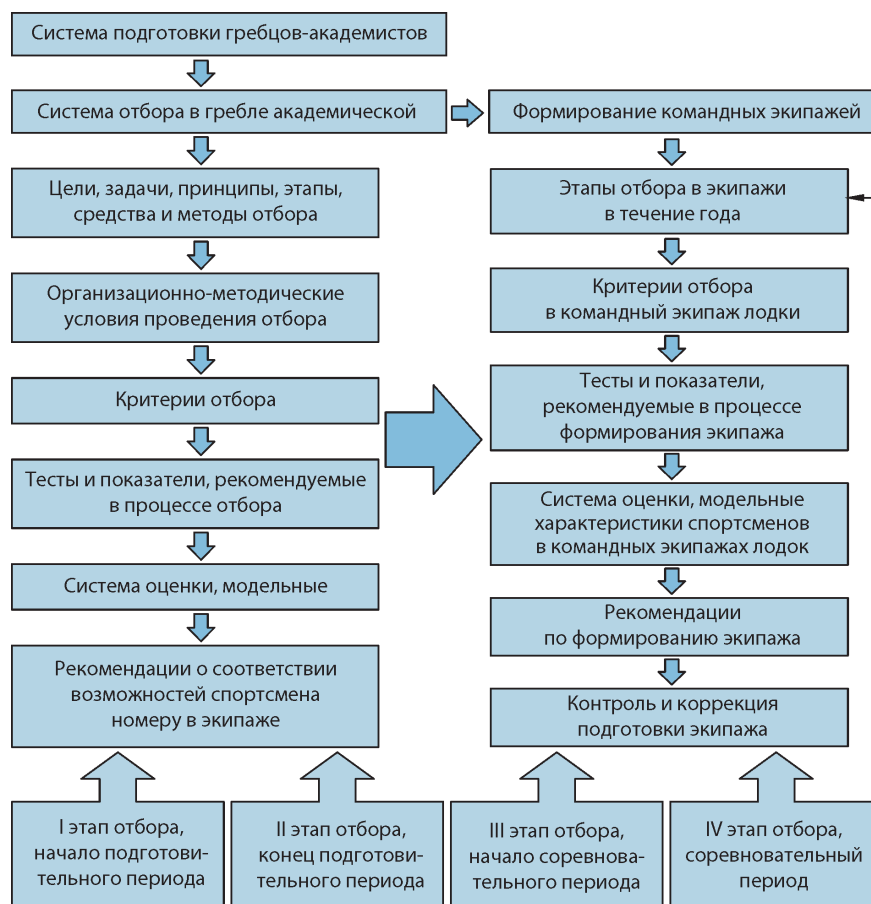 Система подготовки гребцов-академистов
Система отбора в гребле академической
Цели, задачи, принципы, этапы,
средства и методы отбора
Организационно-методические
условия проведения отбора
Критерии отбора
Тесты и показатели, рекомендуемые
в процессе отбора
Система оценки, модельные
Рекомендации о соответствии
возможностей спортсмена
номеру в экипаже
Формирование командных экипажей
Этапы отбора в экипажи
в течение года
Критерии отбора
в командный экипаж лодки
Тесты и показатели,
рекомендуемые в процессе
формирования экипажа
Система оценки, модельные
характеристики спортсменов
в командных экипажах лодок
Рекомендации
по формированию экипажа
Контроль и коррекция
подготовки экипажа
I этап отбора,
начало подготови-
тельного периода
II этап отбора,
конец подготови-
тельного периода
III этап отбора,
начало соревнова-
тельного периода
IV этап отбора,
соревновательный
период